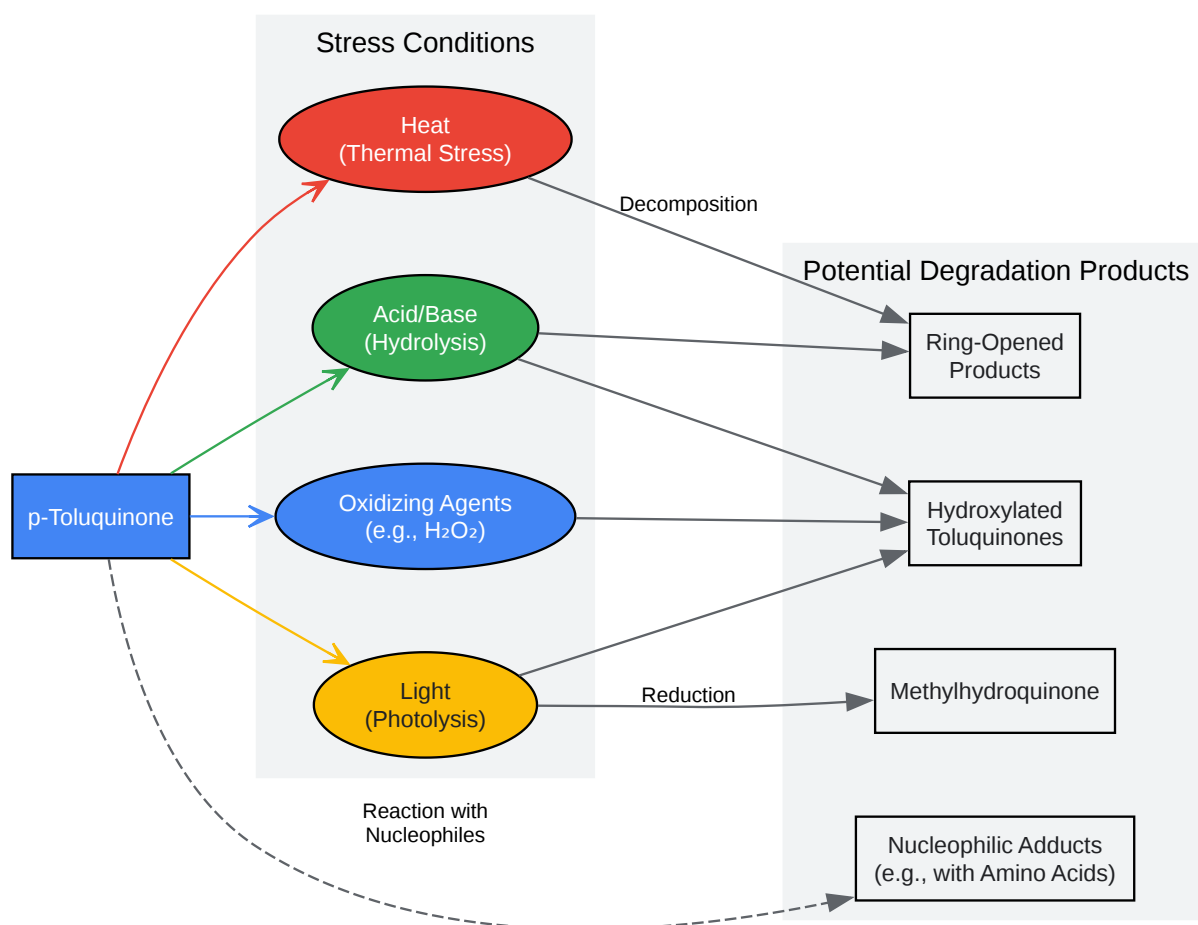 Stress Conditions
Heat
(Thermal Stress)
Decomposition
Potential Degradation Products
Acid/Base
(Hydrolysis)
Ring-Opened
Products
p-Toluquinone
Oxidizing Agents
(e.g., H₂O₂)
Hydroxylated
Toluquinones
Light
(Photolysis)
Reduction
Methylhydroquinone
Reaction with
Nucleophiles
Nucleophilic Adducts
(e.g., with Amino Acids)